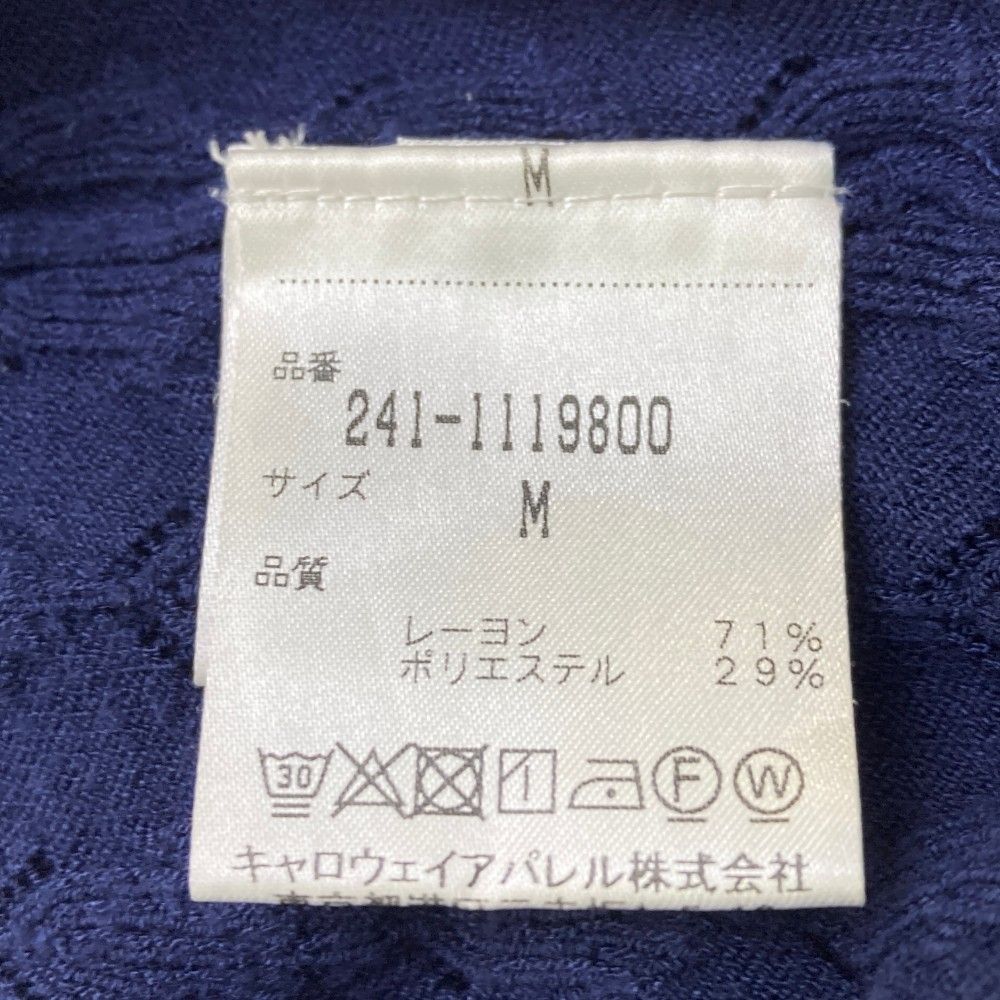 M
品番
241-1119800
サイズ
M
品質
レーヨン 71%
ポリエステル 29%
30 F W
キャロウェイアパレル株式会社